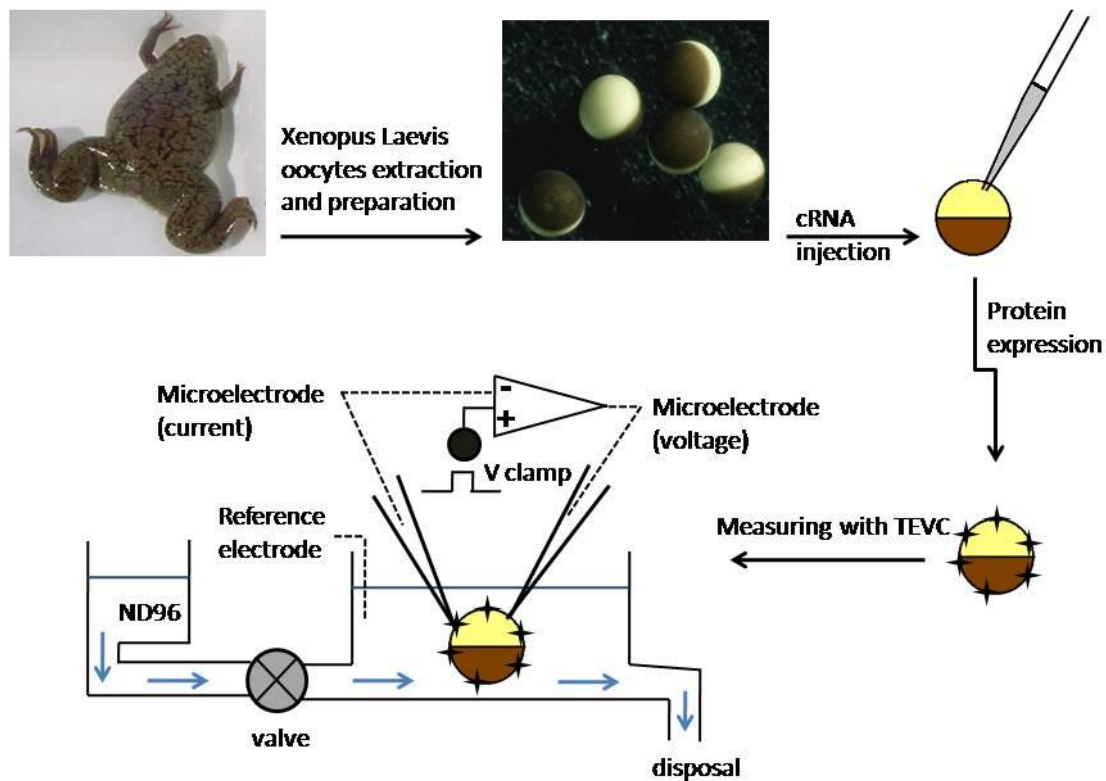 Xenopus Laevis
oocytes extraction
and preparation
cRNA
injection
Protein
expression
Microelectrode
(current)
-
+
Microelectrode
(voltage)
V clamp
Reference
electrode
Measuring with TEVC
ND96
valve
disposal